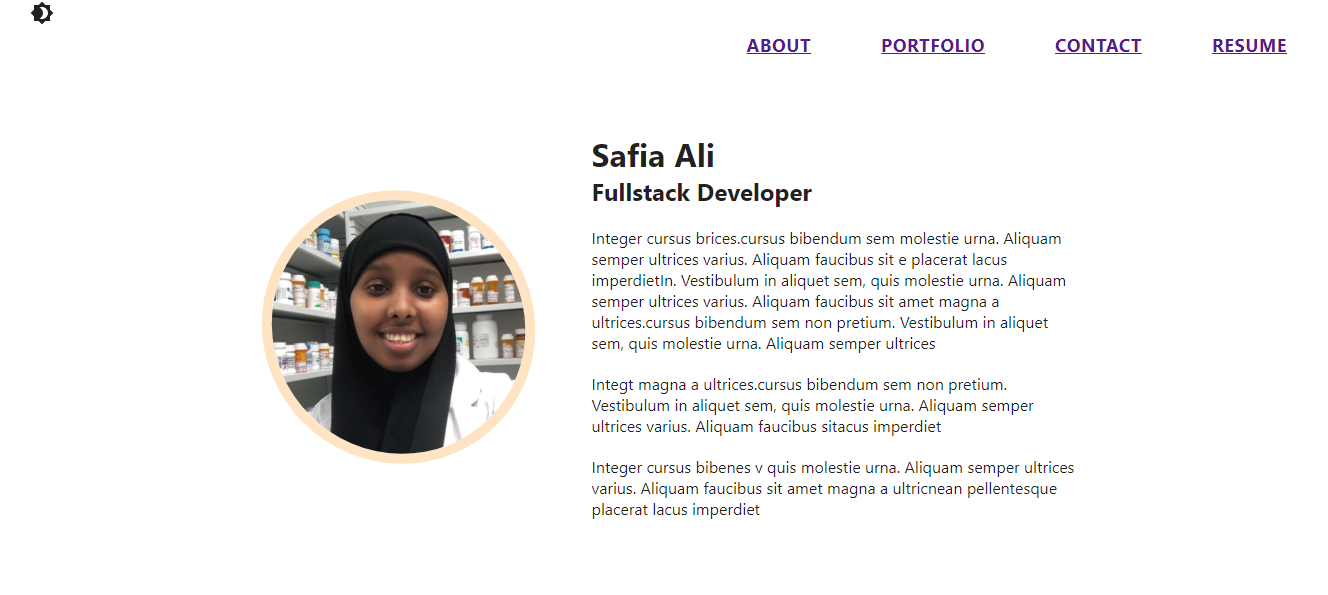 ABOUT PORTFOLIO CONTACT RESUME
Safia Ali
Fullstack Developer
Integer cursus brices.cursus bibendum sem molestie urna. Aliquam
semper ultrices varius. Aliquam faucibus sit e placerat lacus
imperdietIn. Vestibulum in aliquet sem, quis molestie urna. Aliquam
semper ultrices varius. Aliquam faucibus sit amet magna a
ultrices.cursus bibendum sem non pretium. Vestibulum in aliquet
sem, quis molestie urna. Aliquam semper ultrices
Integt magna a ultrices.cursus bibendum sem non pretium.
Vestibulum in aliquet sem, quis molestie urna. Aliquam semper
ultrices varius. Aliquam faucibus sitacus imperdiet
Integer cursus bibenes v quis molestie urna. Aliquam semper ultrices
varius. Aliquam faucibus sit amet magna a ultricnean pellentesque
placerat lacus imperdiet